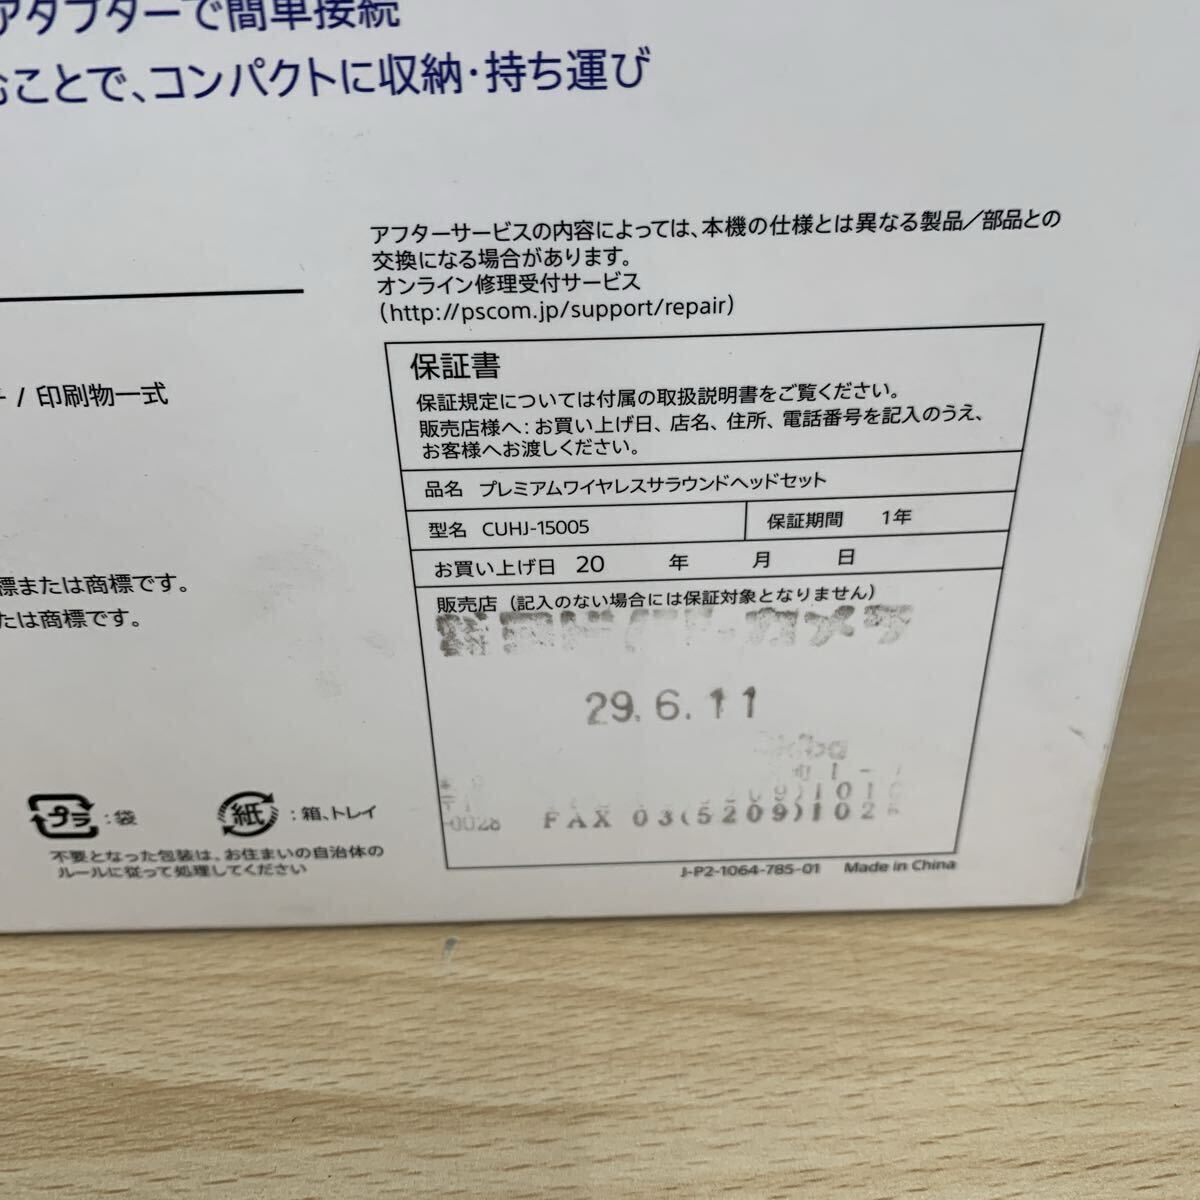 アダプターで間単接続
ことで、コンパクトに収納・持ち運び
アフターサービスの内容によっては、本機の仕様とは異なる製品／部品との
交換になる場合があります。
オンライン修理受付サービス
（http://pscom.jp/support/repair）
/ 印刷物一式
保証書
保証規定については付属の取扱説明書をご覧ください。
販売店様へ：お買い上げ日、店名、住所、電話番号を記入のうえ、
お客様へお渡しください。
品名 プレミアムワイヤレスサラウンドヘッドセット
型名 CUHJ-15005 保証期間 1年
お買い上げ日 20 年 月 日
標または商標です。
たは商標です。
販売店（記入のない場合には保証対象となりません）
カメラ
29.6.11
-0028 FAX 03(5209)102
プラ :袋 紙 :箱、トレイ
不要となった包装は、お住まいの自治体の
ルールに従って処理してください
J-P2-1064-785-01 Made in China